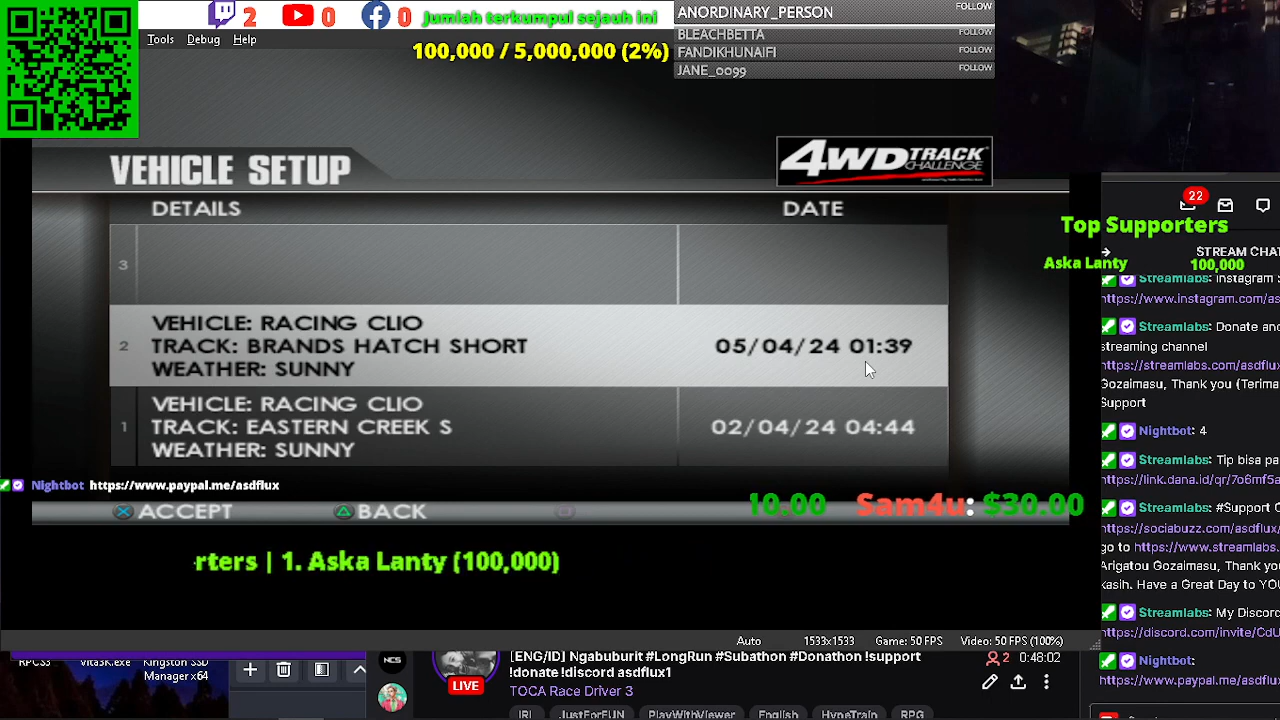 2
0
0
Jumlah terkumpul sejauh ini
100,000 / 5,000,000 (2%)
ANORDINARY_PERSON FOLLOW
BLEACHBETTA FOLLOW
FANDIKHUNAIFI FOLLOW
JANE_0099 FOLLOW
Tools Debug Help
VEHICLE SETUP
4WD TRACK CHALLENGE
DETAILS DATE
3
2
VEHICLE: RACING CLIO
TRACK: BRANDS HATCH SHORT
WEATHER: SUNNY
05/04/24 01:39
1
VEHICLE: RACING CLIO
TRACK: EASTERN CREEK S
WEATHER: SUNNY
02/04/24 04:44
Nightbot https://www.paypal.me/asdflux
ACCEPT BACK
10.00 Sam4u: $30.00
rters | 1. Aska Lanty (100,000)
Auto 1533x1533 Game: 50 FPS Video: 50 FPS (100%)
22
Top Supporters
STREAM CHA
Aska Lanty 100,000
Streamlabs: Instagram
https://www.instagram.com/as
Streamlabs: Donate and
streaming channel
https://streamlabs.com/asdflu
Gozaimasu, Thank you (Terima
Support
Nightbot: 4
Streamlabs: Tip bisa pa
https://link.dana.id/qr/7o6mf5a
Streamlabs: #Support
https://sociabuzz.com/asdflux/
go to https://www.streamlabs.
Arigatou Gozaimasu, Thank you
kasih. Have a Great Day to YOU
Streamlabs: My Discord
https://discord.com/invite/CdU
Nightbot:
https://www.paypal.me/asdflu
RPCS3 Vita3K.exe Kingston SSD
Manager x64
NCS
LIVE
[ENG/ID] Ngabuburit #LongRun #Subathon #Donathon !support
!donate !discord asdflux1
TOCA Race Driver 3
2 0:48:02
IRL JustForFUN PlayWithViewer English HypeTrain RPG